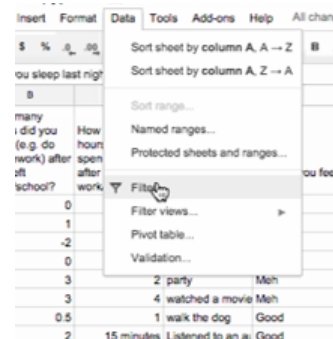 Insert Format Data Tools Add-ons Help All chan
$ % .0 .00 B
ou sleep last nigh
Sort sheet by column A, A → Z
Sort sheet by column A, Z → A
Sort range...
Named ranges...
Protected sheets and ranges...
Filter
Filter views...
Pivot table...
Validation...
B
many
did you How
(e.g. do hours
work) after spen
after ou fee
school? work
0
1
-2
0
3 2 party Meh
3 4 watched a movie Meh
0.5 1 walk the dog Good
2 15 minutes Listened to an au Good